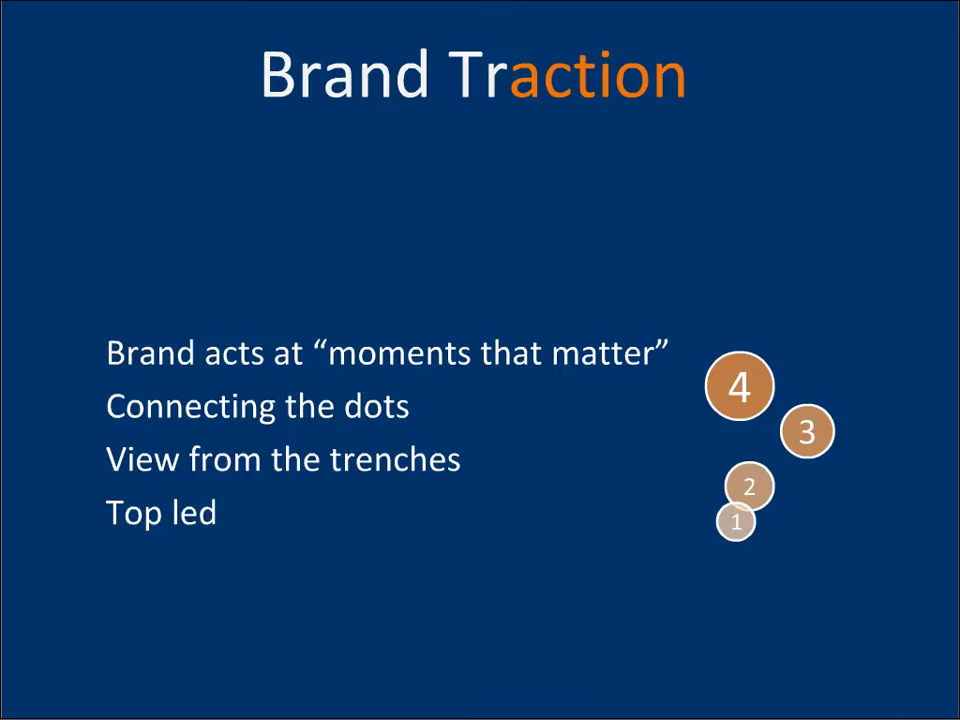 Brand Traction
Brand acts at “moments that matter”
4
Connecting the dots
3
View from the trenches
2
Top led
1